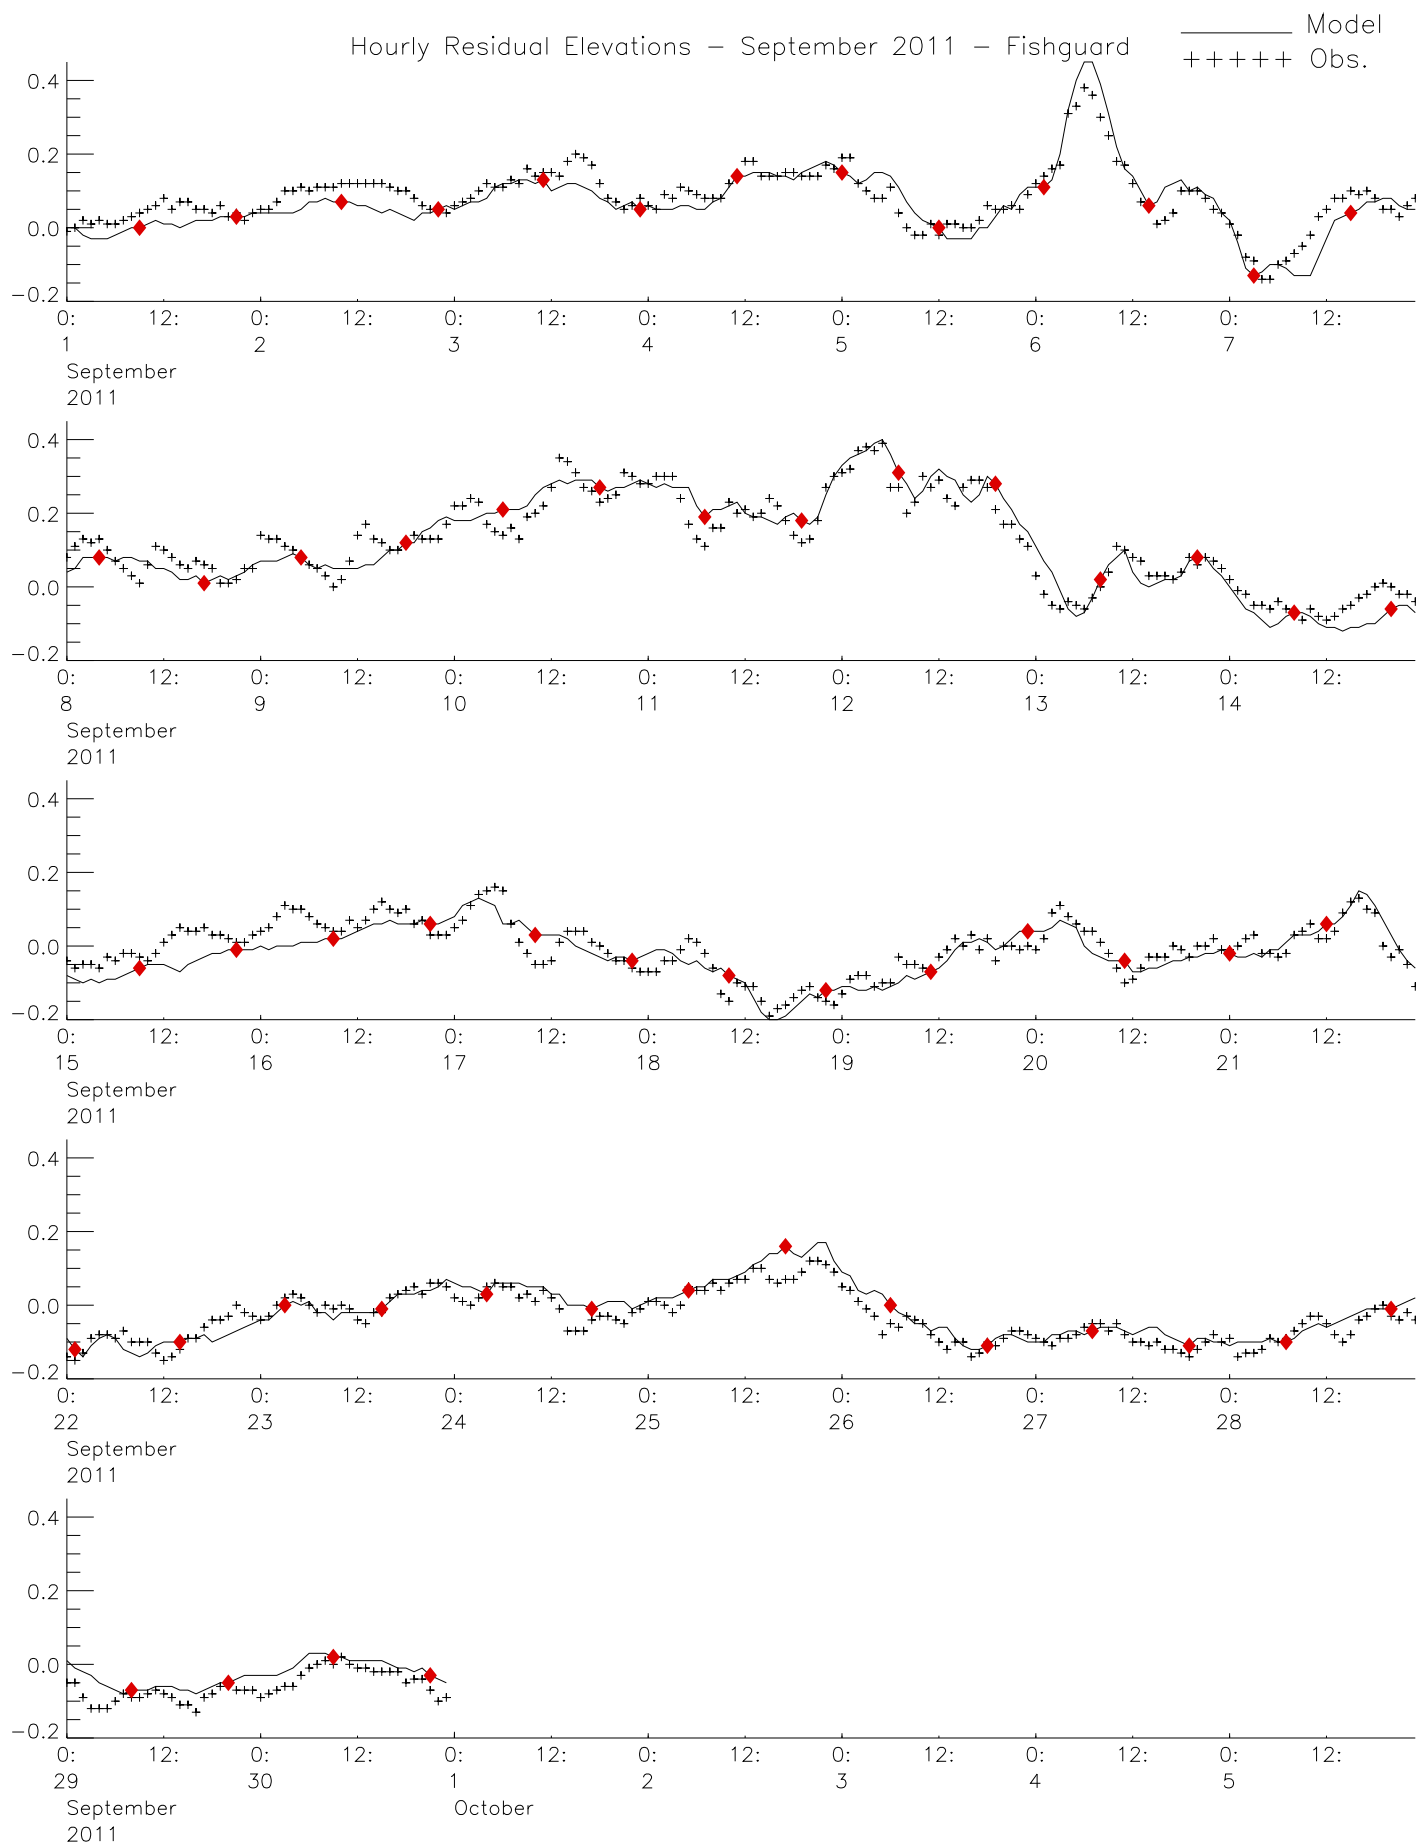 Hourly Residual Elevations – September 2011 – Fishguard
Model
+++++ Obs.
0.4
0.2
0.0
−0.2
0: 12: 0: 12: 0: 12: 0: 12: 0: 12: 0: 12: 0: 12:
1 2 3 4 5 6 7
September
2011
0.4
0.2
0.0
−0.2
0: 12: 0: 12: 0: 12: 0: 12: 0: 12: 0: 12: 0: 12:
8 9 10 11 12 13 14
September
2011
0.4
0.2
0.0
−0.2
0: 12: 0: 12: 0: 12: 0: 12: 0: 12: 0: 12: 0: 12:
15 16 17 18 19 20 21
September
2011
0.4
0.2
0.0
−0.2
0: 12: 0: 12: 0: 12: 0: 12: 0: 12: 0: 12: 0: 12:
22 23 24 25 26 27 28
September
2011
0.4
0.2
0.0
−0.2
0: 12: 0: 12: 0: 12: 0: 12: 0: 12: 0: 12: 0: 12:
29 30 1 2 3 4 5
September October
2011